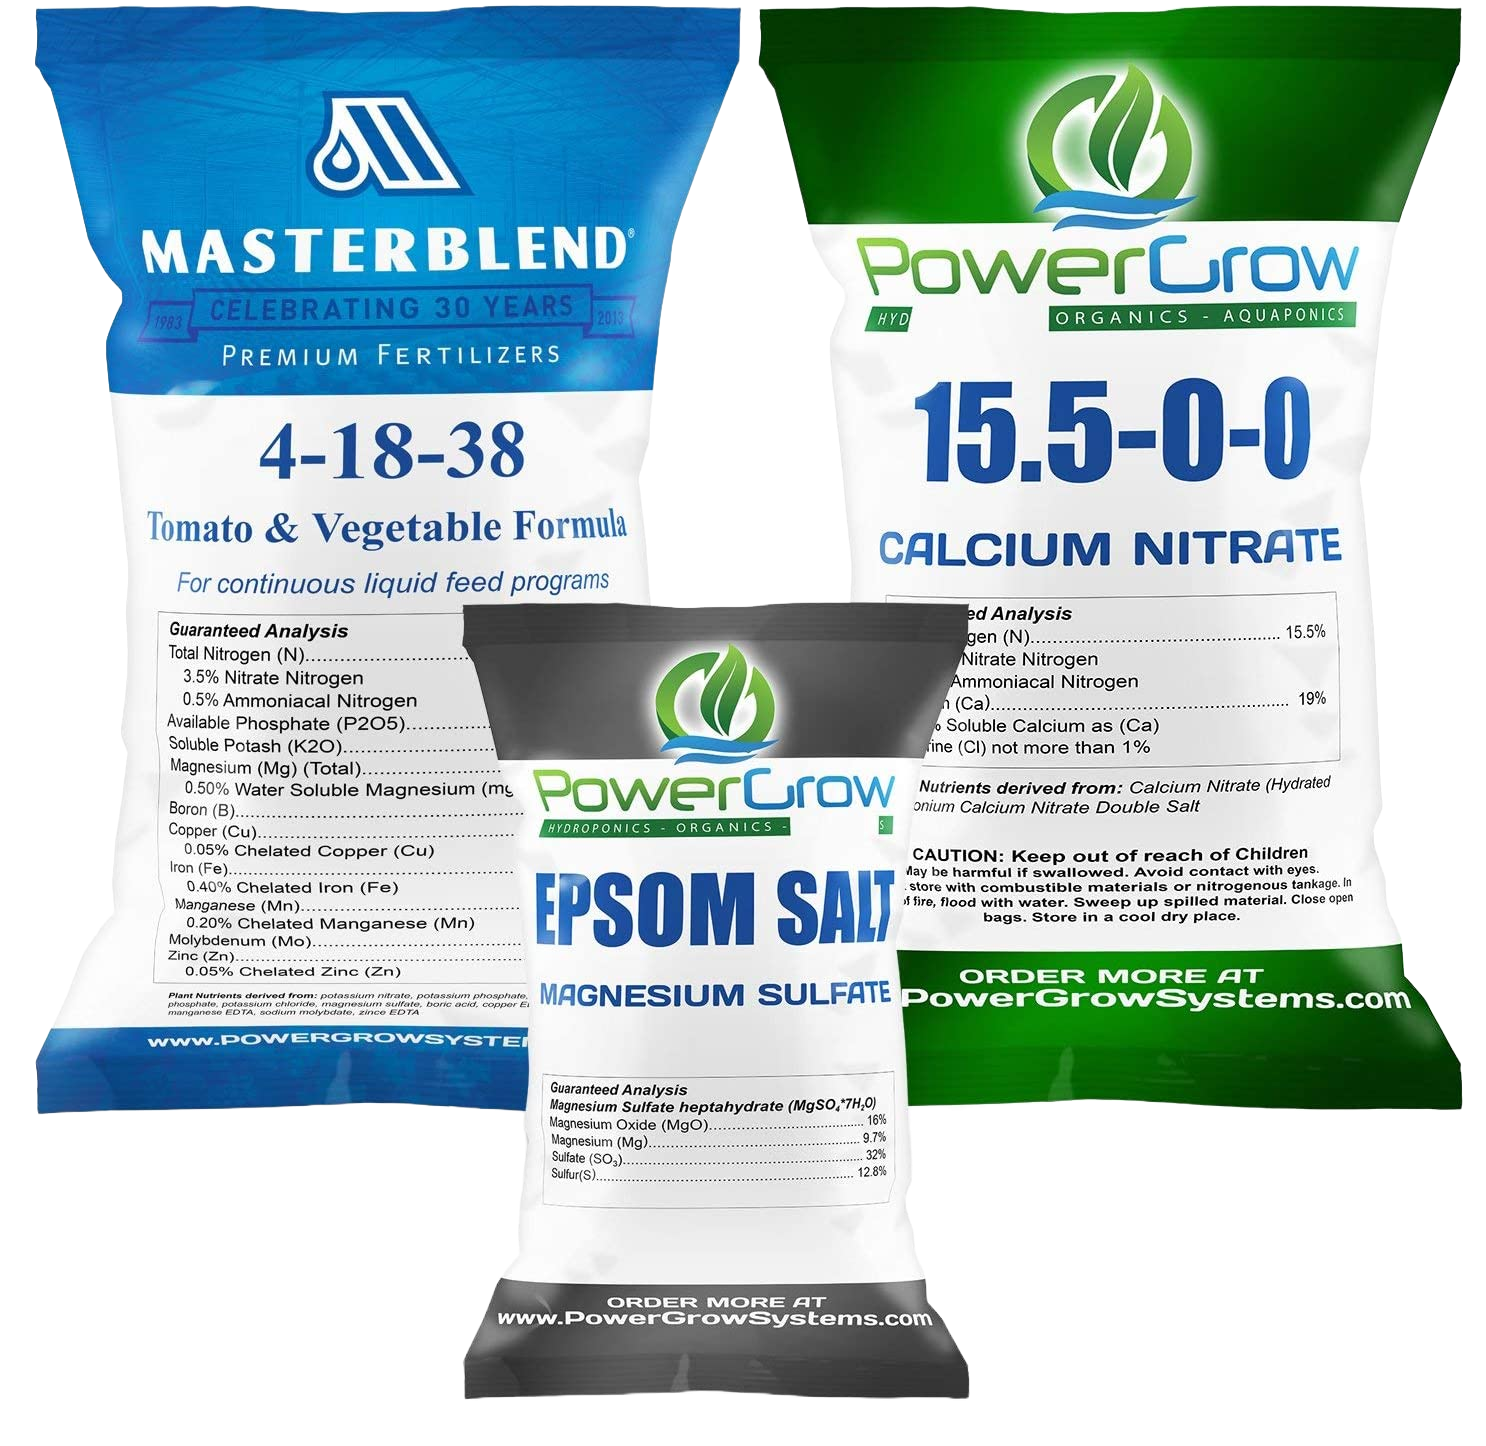 MASTERBLEND®
CELEBRATING 30 YEARS
1983
2013
PREMIUM FERTILIZERS
4-18-38
Tomato & Vegetable Formula
For continuous liquid feed programs
Guaranteed Analysis
Total Nitrogen (N)
3.5% Nitrate Nitrogen
0.5% Ammoniacal Nitrogen
Available Phosphate (P2O5)
Soluble Potash (K2O)
Magnesium (Mg) (Total)
0.50% Water Soluble Magnesium (mg
Boron (B)
Copper (Cu)
0.05% Chelated Copper (Cu)
Iron (Fe)
0.40% Chelated Iron (Fe)
Manganese (Mn)
0.20% Chelated Manganese (Mn)
Molybdenum (Mo)
Zinc (Zn)
0.05% Chelated Zinc (Zn)
Plant Nutrients derived from: potassium nitrate, potassium phosphate,
phosphate, potassium chloride, magnesium sulfate, boric acid, copper E
manganese EDTA, sodium molybdate, zince EDTA
www.POWERGROWSYSTE
PowerGrow
HYD
ORGANICS - AQUAPONICS
15.5-0-0
CALCIUM NITRATE
ed Analysis
gen (N) 15.5%
Nitrate Nitrogen
Ammoniacal Nitrogen
(Ca) 19%
% Soluble Calcium as (Ca)
rine (Cl) not more than 1%
Nutrients derived from: Calcium Nitrate (Hydrated
onium Calcium Nitrate Double Salt
CAUTION: Keep out of reach of Children
May be harmful if swallowed. Avoid contact with eyes.
store with combustible materials or nitrogenous tankage. In
of fire, flood with water. Sweep up spilled material. Close open
bags. Store in a cool dry place.
ORDER MORE AT
PowerGrowSystems.com
PowerGrow
HYDROPONICS - ORGANICS -
S
EPSOM SALT
MAGNESIUM SULFATE
Guaranteed Analysis
Magnesium Sulfate heptahydrate (MgSO₄*7H₂O)
Magnesium Oxide (MgO) 16%
Magnesium (Mg) 9.7%
Sulfate (SO₃) 32%
Sulfur(S) 12.8%
ORDER MORE AT
www.PowerGrowSystems.com